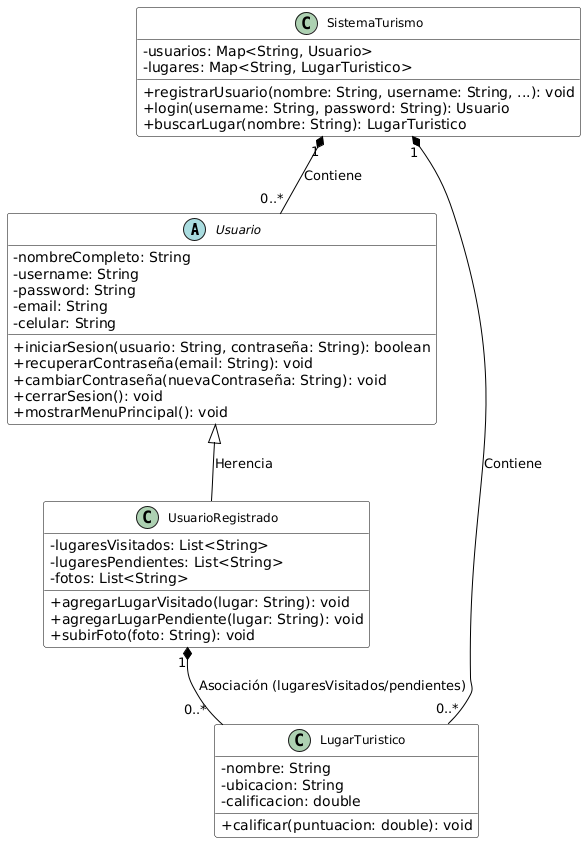 C SistemaTurismo
-usuarios: Map<String, Usuario>
-lugares: Map<String, LugarTuristico>
+registrarUsuario(nombre: String, username: String, ...): void
+login(username: String, password: String): Usuario
+buscarLugar(nombre: String): LugarTuristico
1
1
Contiene
0..*
A Usuario
-nombreCompleto: String
-username: String
-password: String
-email: String
-celular: String
+iniciarSesion(usuario: String, contraseña: String): boolean
+recuperarContraseña(email: String): void
+cambiarContraseña(nuevaContraseña: String): void
+cerrarSesion(): void
+mostrarMenuPrincipal(): void
Herencia
Contiene
C UsuarioRegistrado
-lugaresVisitados: List<String>
-lugaresPendientes: List<String>
-fotos: List<String>
+agregarLugarVisitado(lugar: String): void
+agregarLugarPendiente(lugar: String): void
+subirFoto(foto: String): void
1
Asociación (lugaresVisitados/pendientes)
0..*
0..*
C LugarTuristico
-nombre: String
-ubicacion: String
-calificacion: double
+calificar(puntuacion: double): void